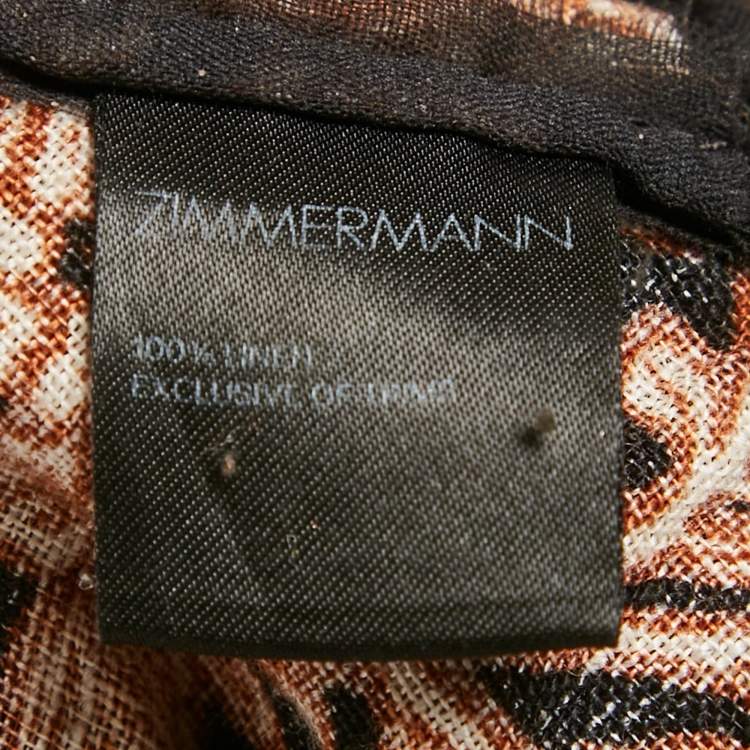 ZIMMERMANN
100% LINEN
EXCLUSIVE OF TRIMS